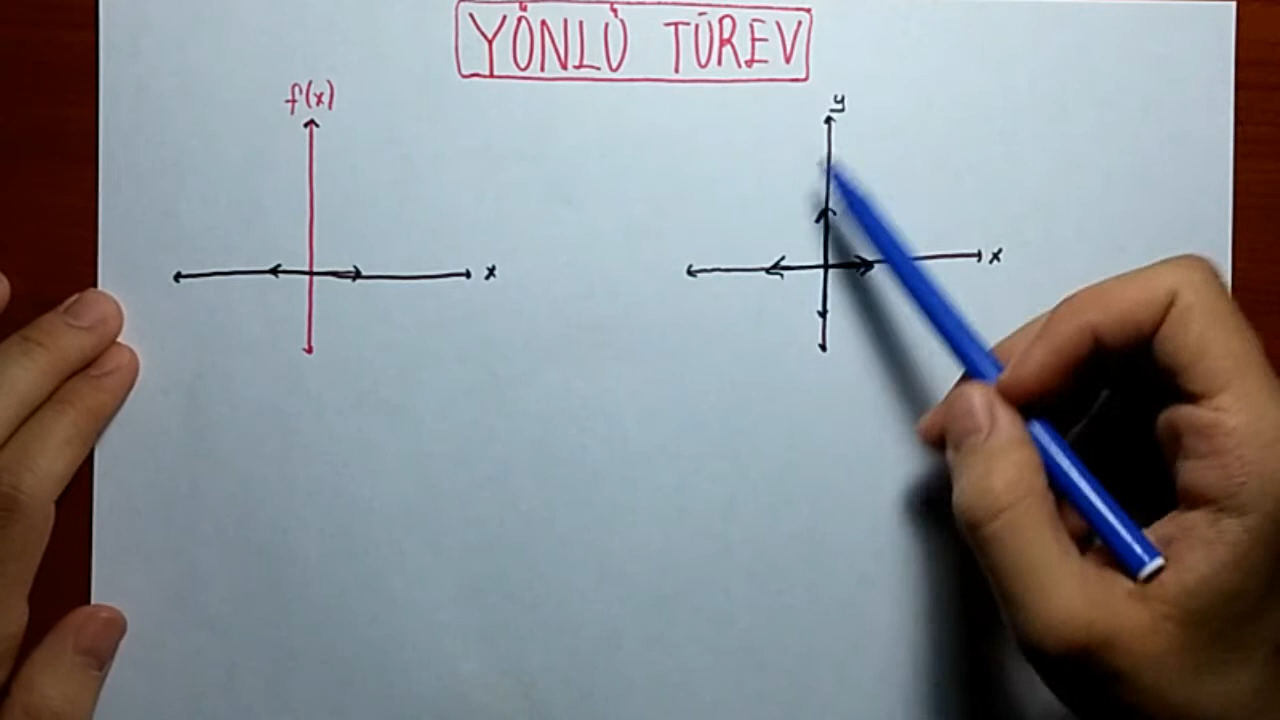 YÖNLÜ TÜREV
f(x)
y
x
x